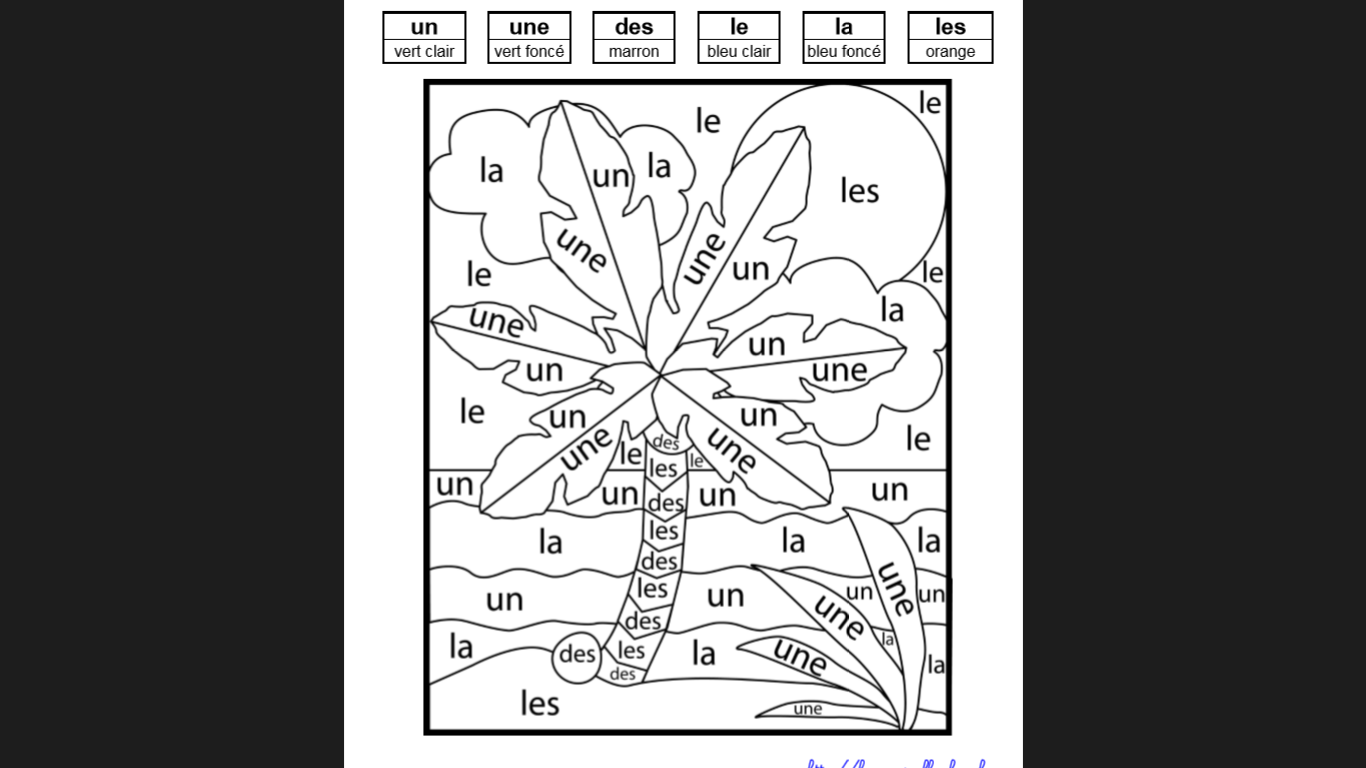 un une des le la les
vert clair vert foncé marron bleu clair bleu foncé orange
le
le
la un la
les
une une un
le le
la
une
un
un une
le un un
une des une
le le le
les
un un des un un
la les la la
des
une
un les un une un un
des la
la des les la une la
des
les une